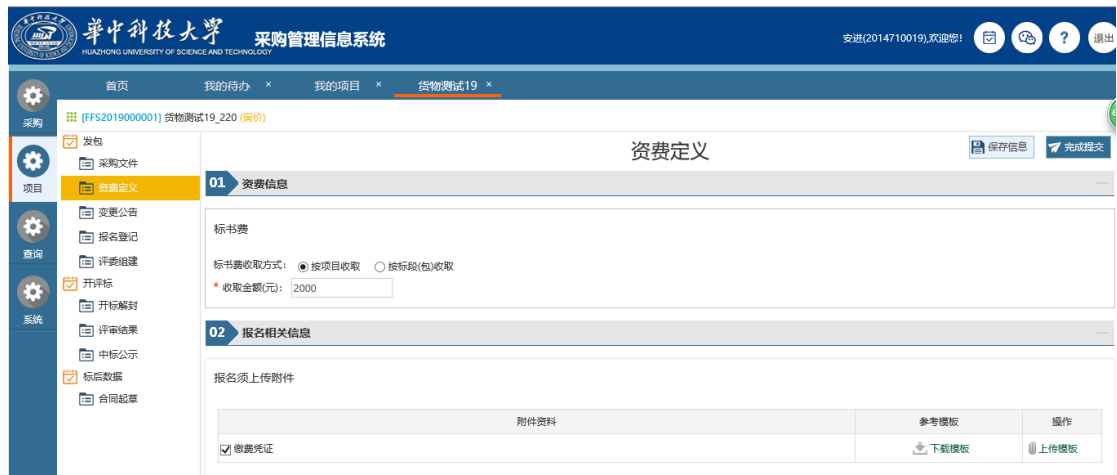 華中科技大学 采购管理信息系统 安进(2014710019),欢迎您! ? 退出
HUAZHONG UNIVERSITY OF SCIENCE AND TECHNOLOGY
首页 我的待办 × 我的项目 × 货物测试19 ×
采购
[FFS2019000001] 货物测试19_220 (询价)
发包
资费定义 保存信息 完成提交
采购文件
项目
资费定义
01 资费信息
变更公告
标书费
报名登记
查询
评委组建
标书费收取方式: 按项目收取 按标段(包)收取
开评标
* 收取金额(元): 2000
开标解封
系统
评审结果
02 报名相关信息
中标公示
标后数据
报名须上传附件
合同起草
附件资料 参考模板 操作
缴费凭证 下载模板 上传模板